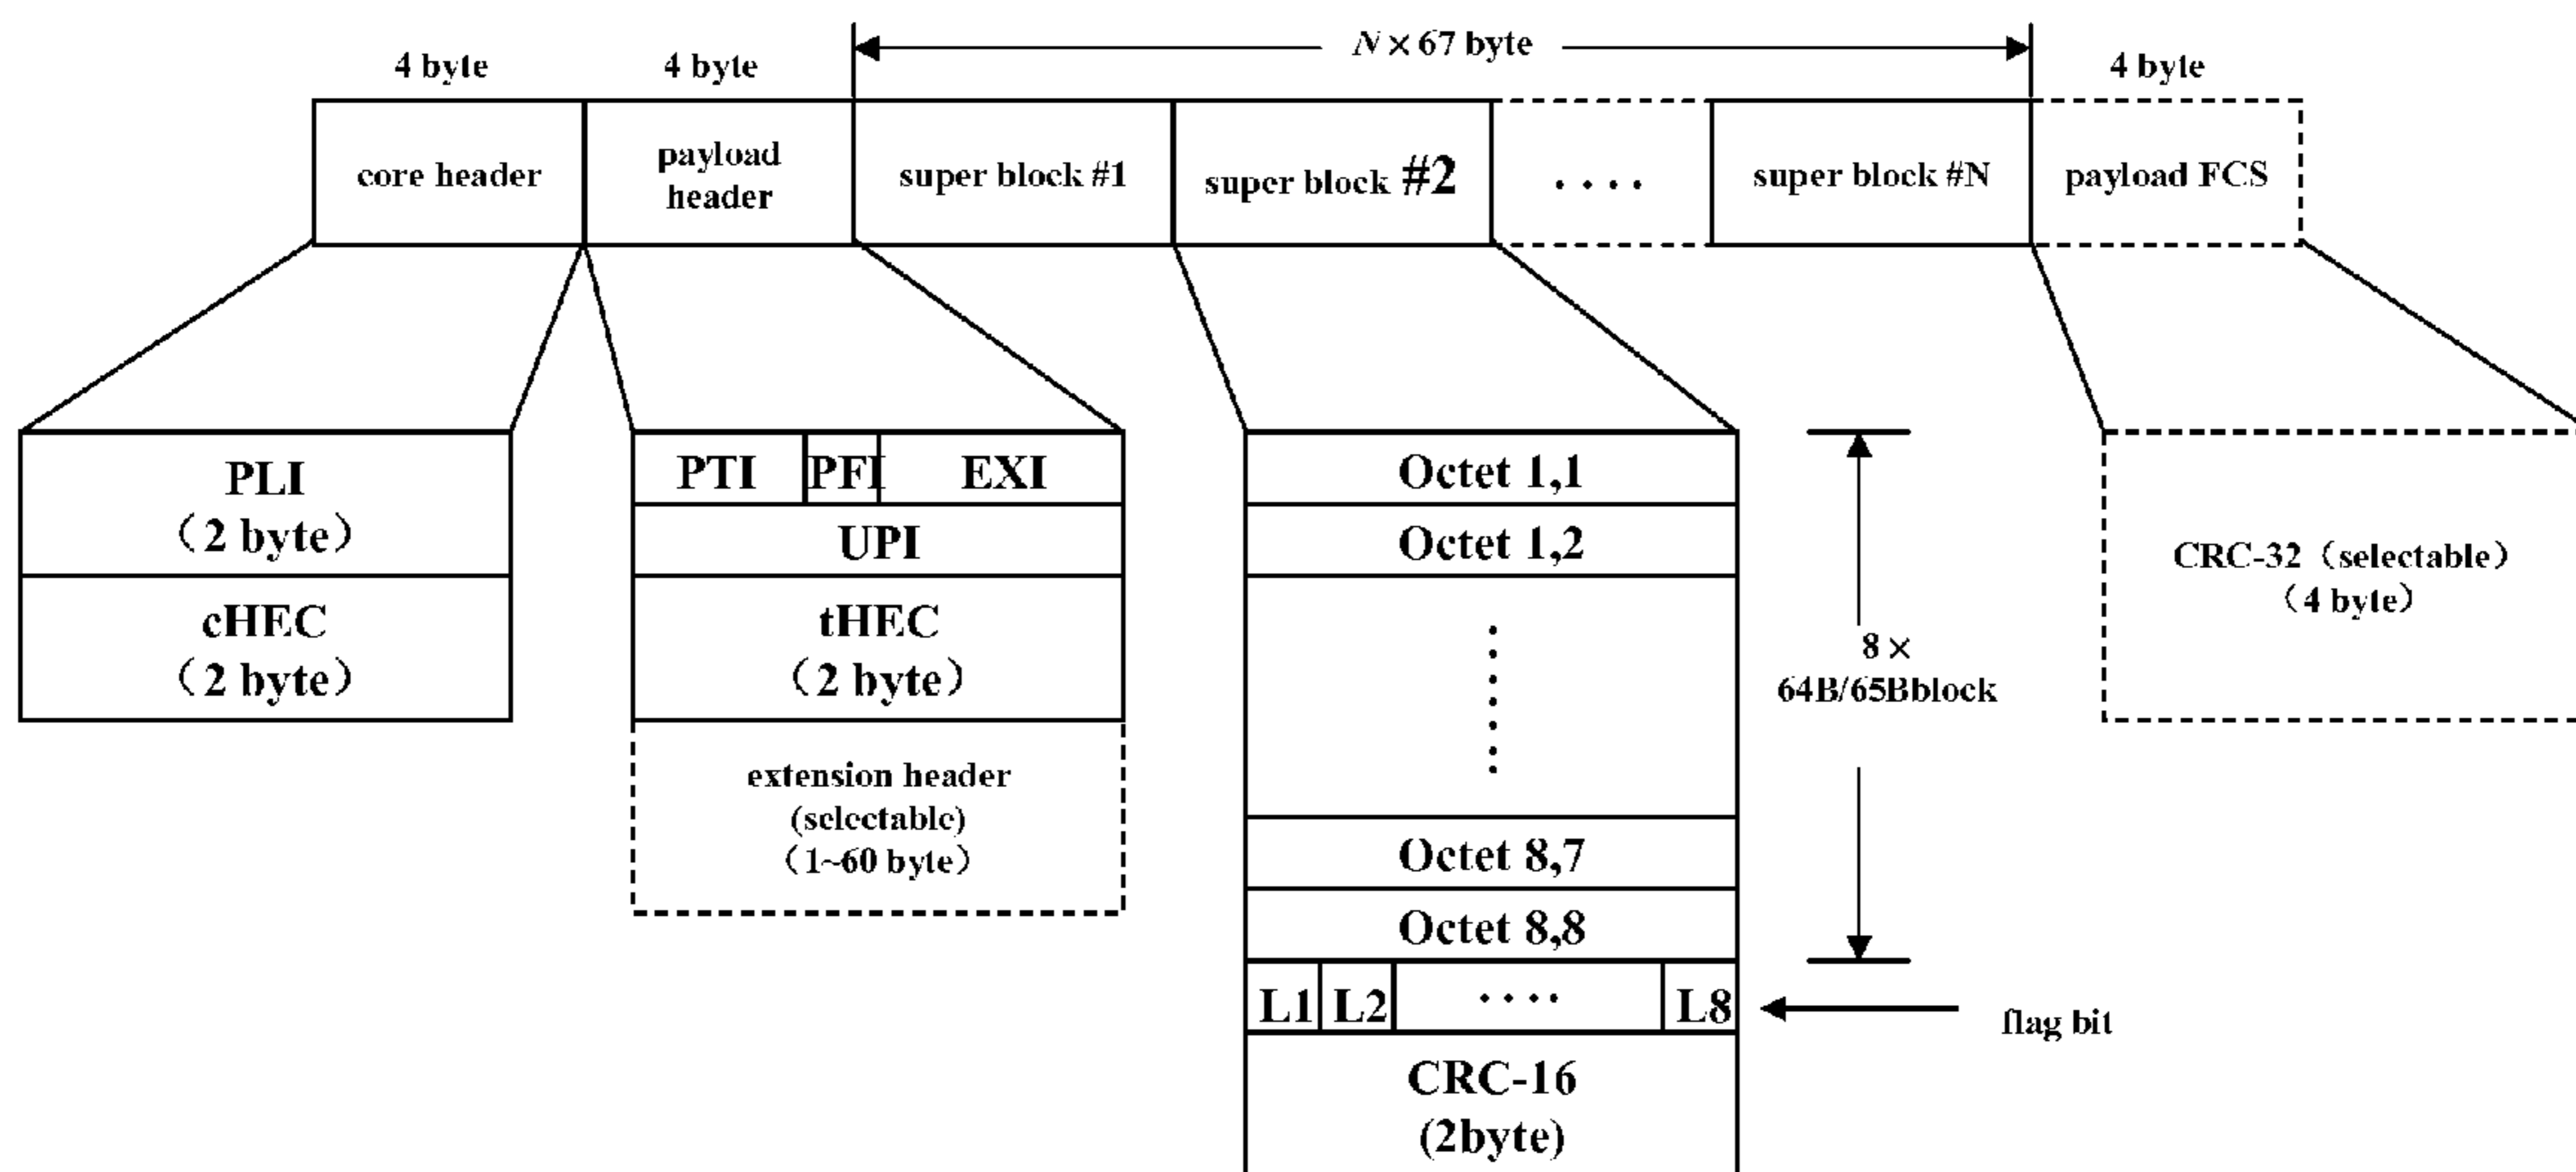 N×67 byte
4 byte
4 byte
4 byte
core header
payload
header
super block #1
super block #2
....
super block #N
payload FCS
PLI
（2 byte）
cHEC
（2 byte）
PTI
PFI
EXI
UPI
tHEC
（2 byte）
extension header
(selectable)
（1~60 byte）
Octet 1,1
Octet 1,2
Octet 8,7
Octet 8,8
L1
L2
....
L8
CRC-16
(2byte)
8×
64B/65Bblock
flag bit
CRC-32（selectable）
（4 byte）